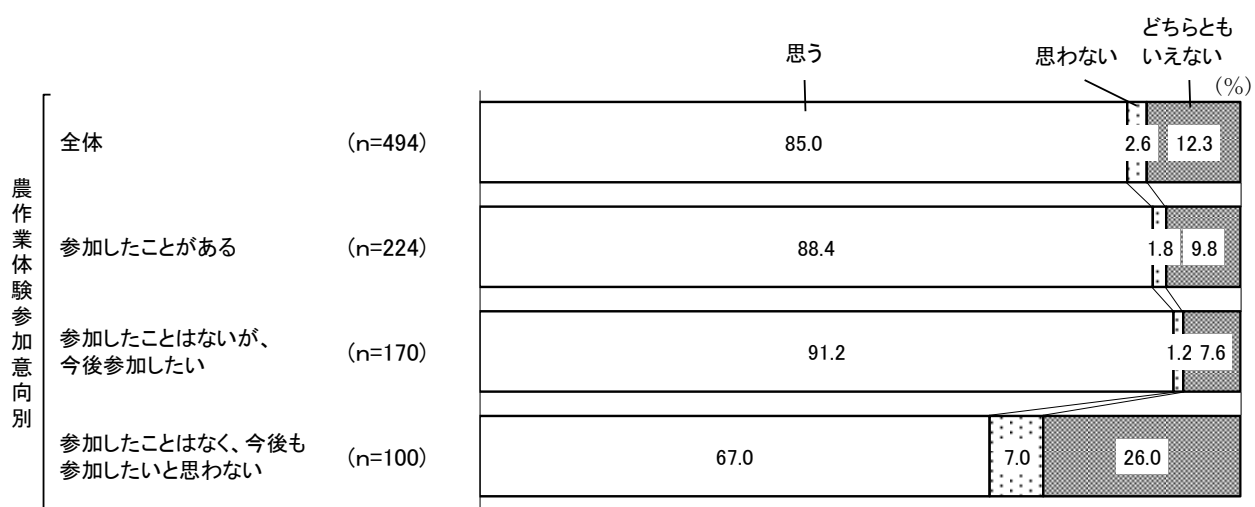 どちらとも
いえない
思う
思わない
(%)
農作業体験参加意向別
全体 (n=494) 85.0 2.6 12.3
参加したことがある (n=224) 88.4 1.8 9.8
参加したことはないが、
今後参加したい (n=170) 91.2 1.2 7.6
参加したことはなく、今後も
参加したいと思わない (n=100) 67.0 7.0 26.0